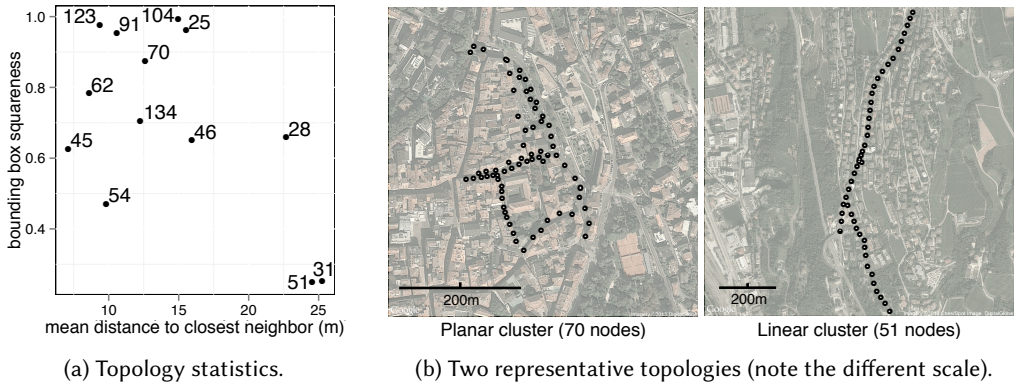 bounding box squareness
1.0
0.8
0.6
0.4
123
91
104
25
70
62
134
45
46
28
54
51
31
10
15
20
25
mean distance to closest neighbor (m)
200m
Google
200m
Google
Planar cluster (70 nodes)
Linear cluster (51 nodes)
(a) Topology statistics.
(b) Two representative topologies (note the different scale).